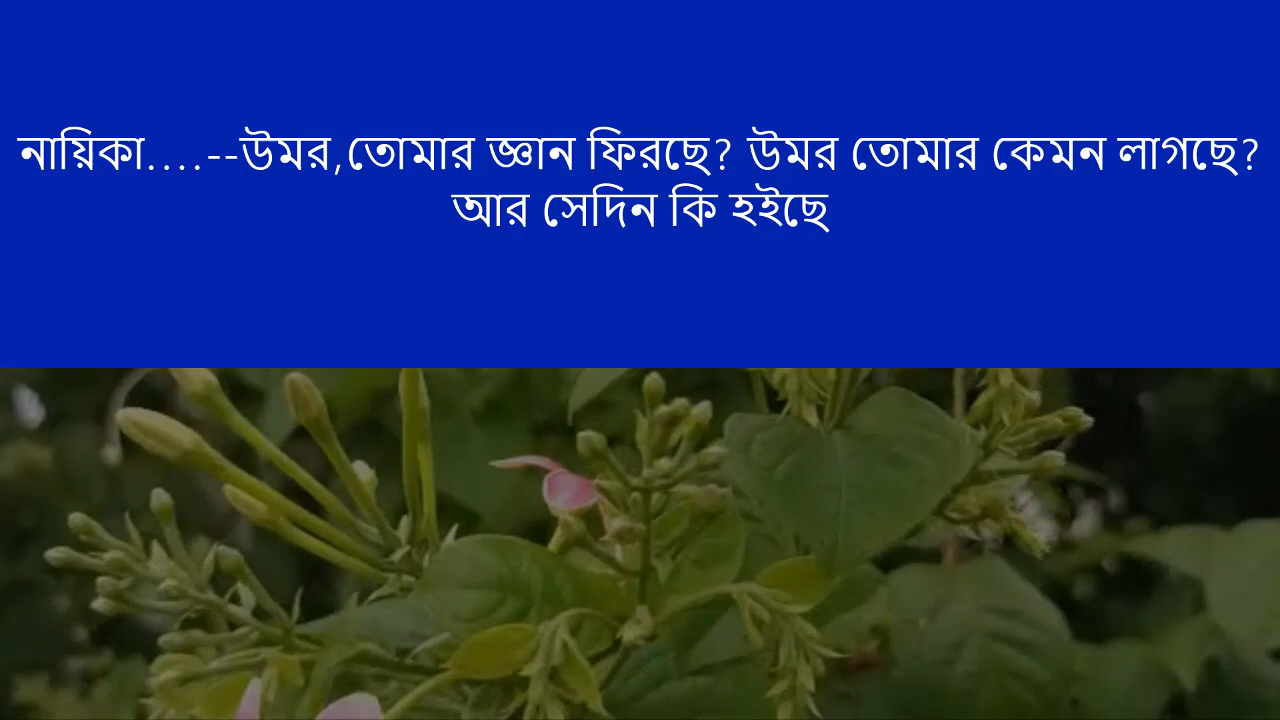 নায়িকা....--উমর,তোমার জ্ঞান ফিরছে? উমর তোমার কেমন লাগছে?
আর সেদিন কি হইছে